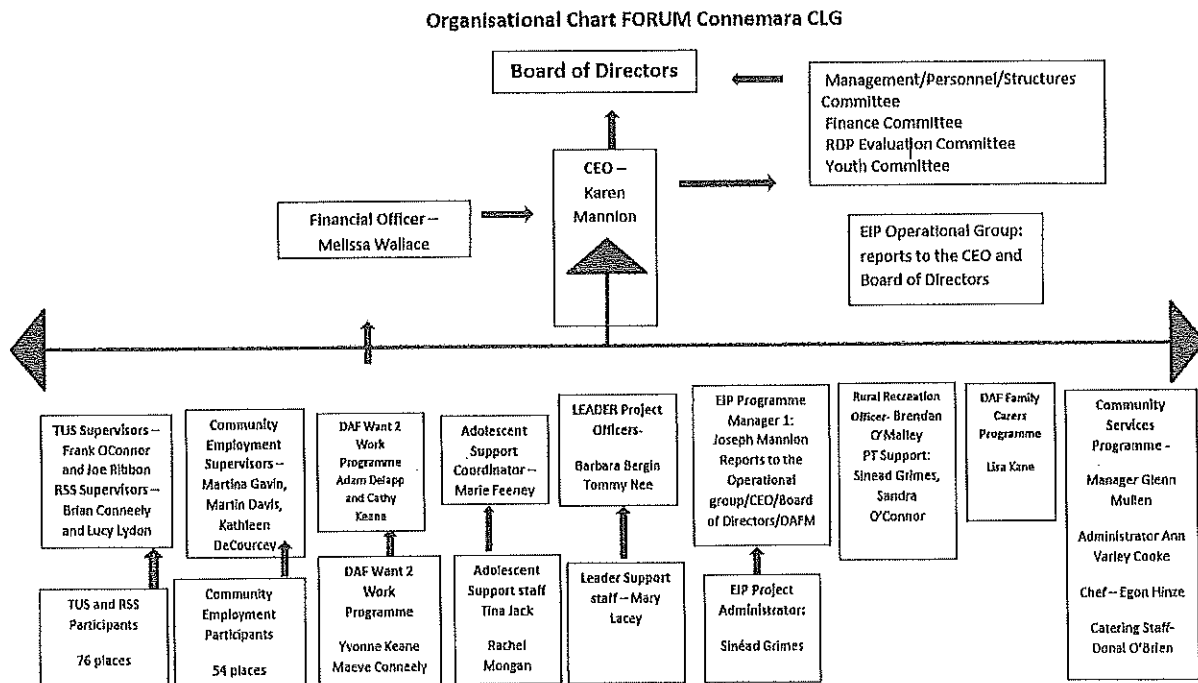 Organisational Chart FORUM Connemara CLG
Board of Directors
Management/Personnel/Structures
Committee
Finance Committee
RDP Evaluation Committee
Youth Committee
CEO –
Karen
Mannion
Financial Officer –
Melissa Wallace
EIP Operational Group:
reports to the CEO and
Board of Directors
TUS Supervisors –
Frank OConnor
and Joe Ribbon
RSS Supervisors –
Brian Conneely
and Lucy Lydon
Community
Employment
Supervisors –
Martina Gavin,
Martin Davis,
Kathleen
DeCourcey
DAF Want 2
Work
Programme
Adam Delapp
and Cathy
Keane
Adolescent
Support
Coordinator –
Marie Feeney
LEADER Project
Officers-
Barbara Bergin
Tommy Nee
EIP Programme
Manager 1:
Joseph Mannion
Reports to the
Operational
group/CEO/Board
of Directors/DAFM
Rural Recreation
Officer- Brendan
O'Malley
PT Support:
Sinead Grimes,
Sandra
O'Connor
DAF Family
Carers
Programme
Lisa Kane
Community
Services
Programme -
Manager Glenn
Mullen
Administrator Ann
Varley Cooke
Chef – Egon Hinze
Catering Staff-
Donal O'Brien
TUS and RSS
Participants
76 places
Community
Employment
Participants
54 places
DAF Want 2
Work
Programme
Yvonne Keane
Maeve Conneely
Adolescent
Support staff
Tina Jack
Rachel
Mongan
Leader Support
staff – Mary
Lacey
EIP Project
Administrator:
Sinéad Grimes